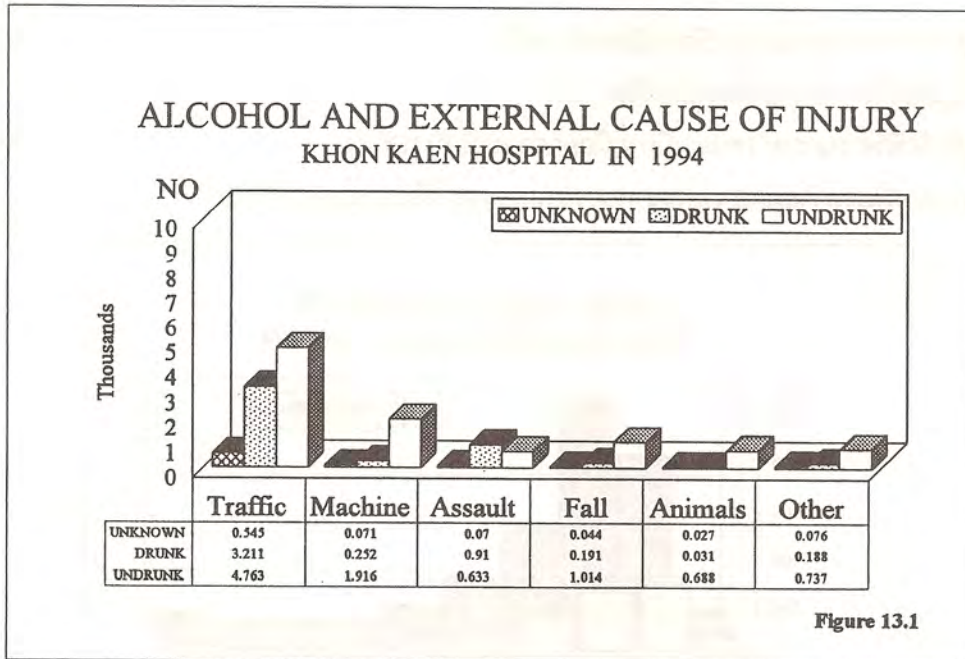 ALCOHOL AND EXTERNAL CAUSE OF INJURY
KHON KAEN HOSPITAL IN 1994
NO
UNKNOWN DRUNK UNDRUNK
10
9
8
7
6
5
4
3
2
1
0
Thousands
Traffic Machine Assault Fall Animals Other
UNKNOWN 0.545 0.071 0.07 0.044 0.027 0.076
DRUNK 3.211 0.252 0.91 0.191 0.031 0.188
UNDRUNK 4.763 1.916 0.633 1.014 0.688 0.737
Figure 13.1